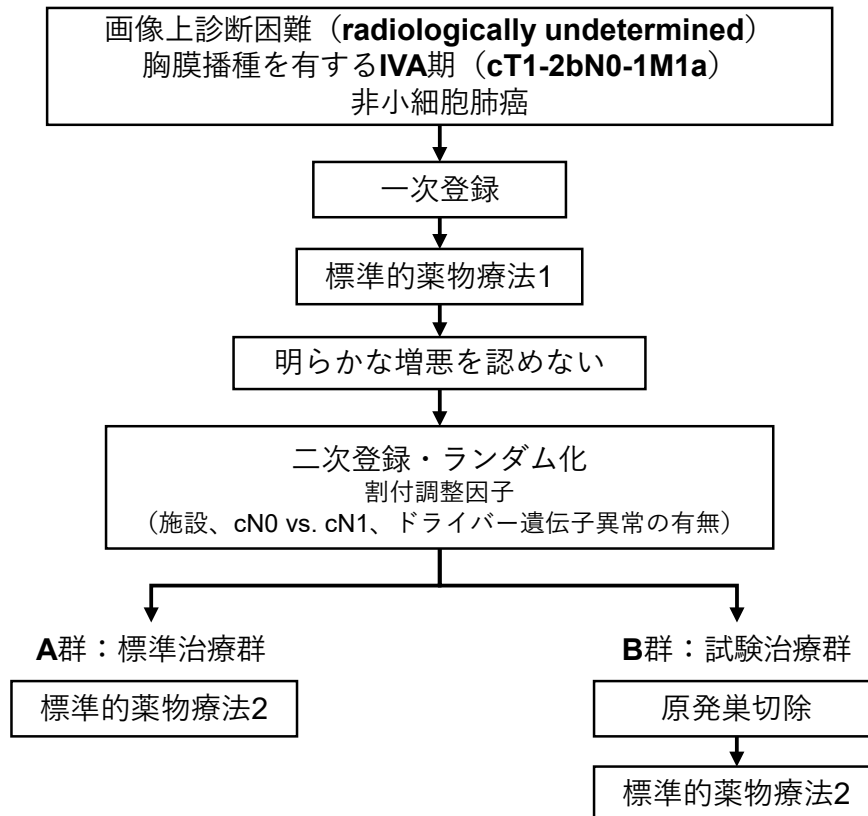 画像上診断困難（radiologically undetermined）
胸膜播種を有するIVA期（cT1-2bN0-1M1a）
非小細胞肺癌
一次登録
標準的薬物療法1
明らかな増悪を認めない
二次登録・ランダム化
割付調整因子
（施設、cN0 vs. cN1、ドライバー遺伝子異常の有無）
A群：標準治療群
標準的薬物療法2
B群：試験治療群
原発巣切除
標準的薬物療法2